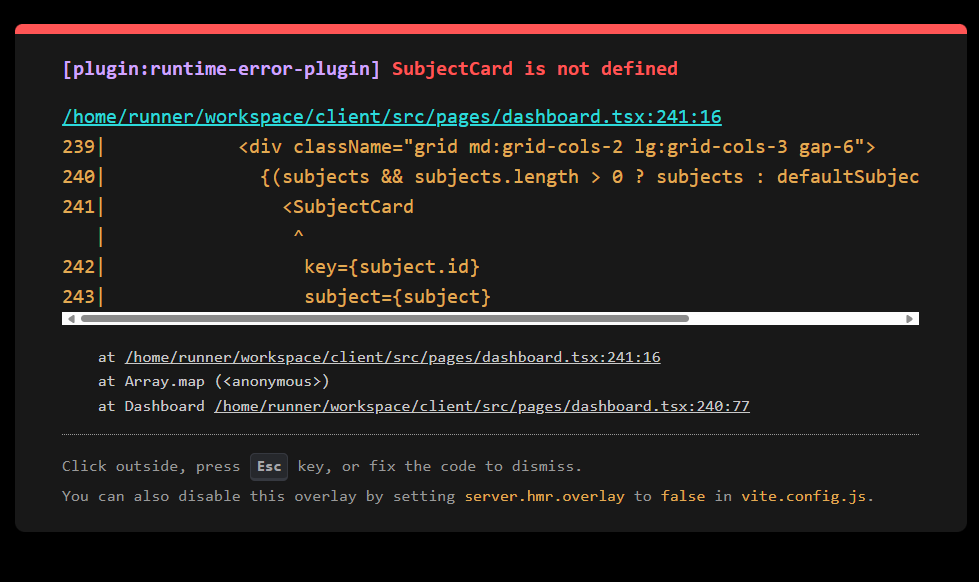 [plugin:runtime-error-plugin] SubjectCard is not defined
/home/runner/workspace/client/src/pages/dashboard.tsx:241:16
239|            <div className="grid md:grid-cols-2 lg:grid-cols-3 gap-6">
240|              {(subjects && subjects.length > 0 ? subjects : defaultSubjec
241|                <SubjectCard
   |                 ^
242|                  key={subject.id}
243|                  subject={subject}
at /home/runner/workspace/client/src/pages/dashboard.tsx:241:16
at Array.map (<anonymous>)
at Dashboard /home/runner/workspace/client/src/pages/dashboard.tsx:240:77
Click outside, press Esc key, or fix the code to dismiss.
You can also disable this overlay by setting server.hmr.overlay to false in vite.config.js.